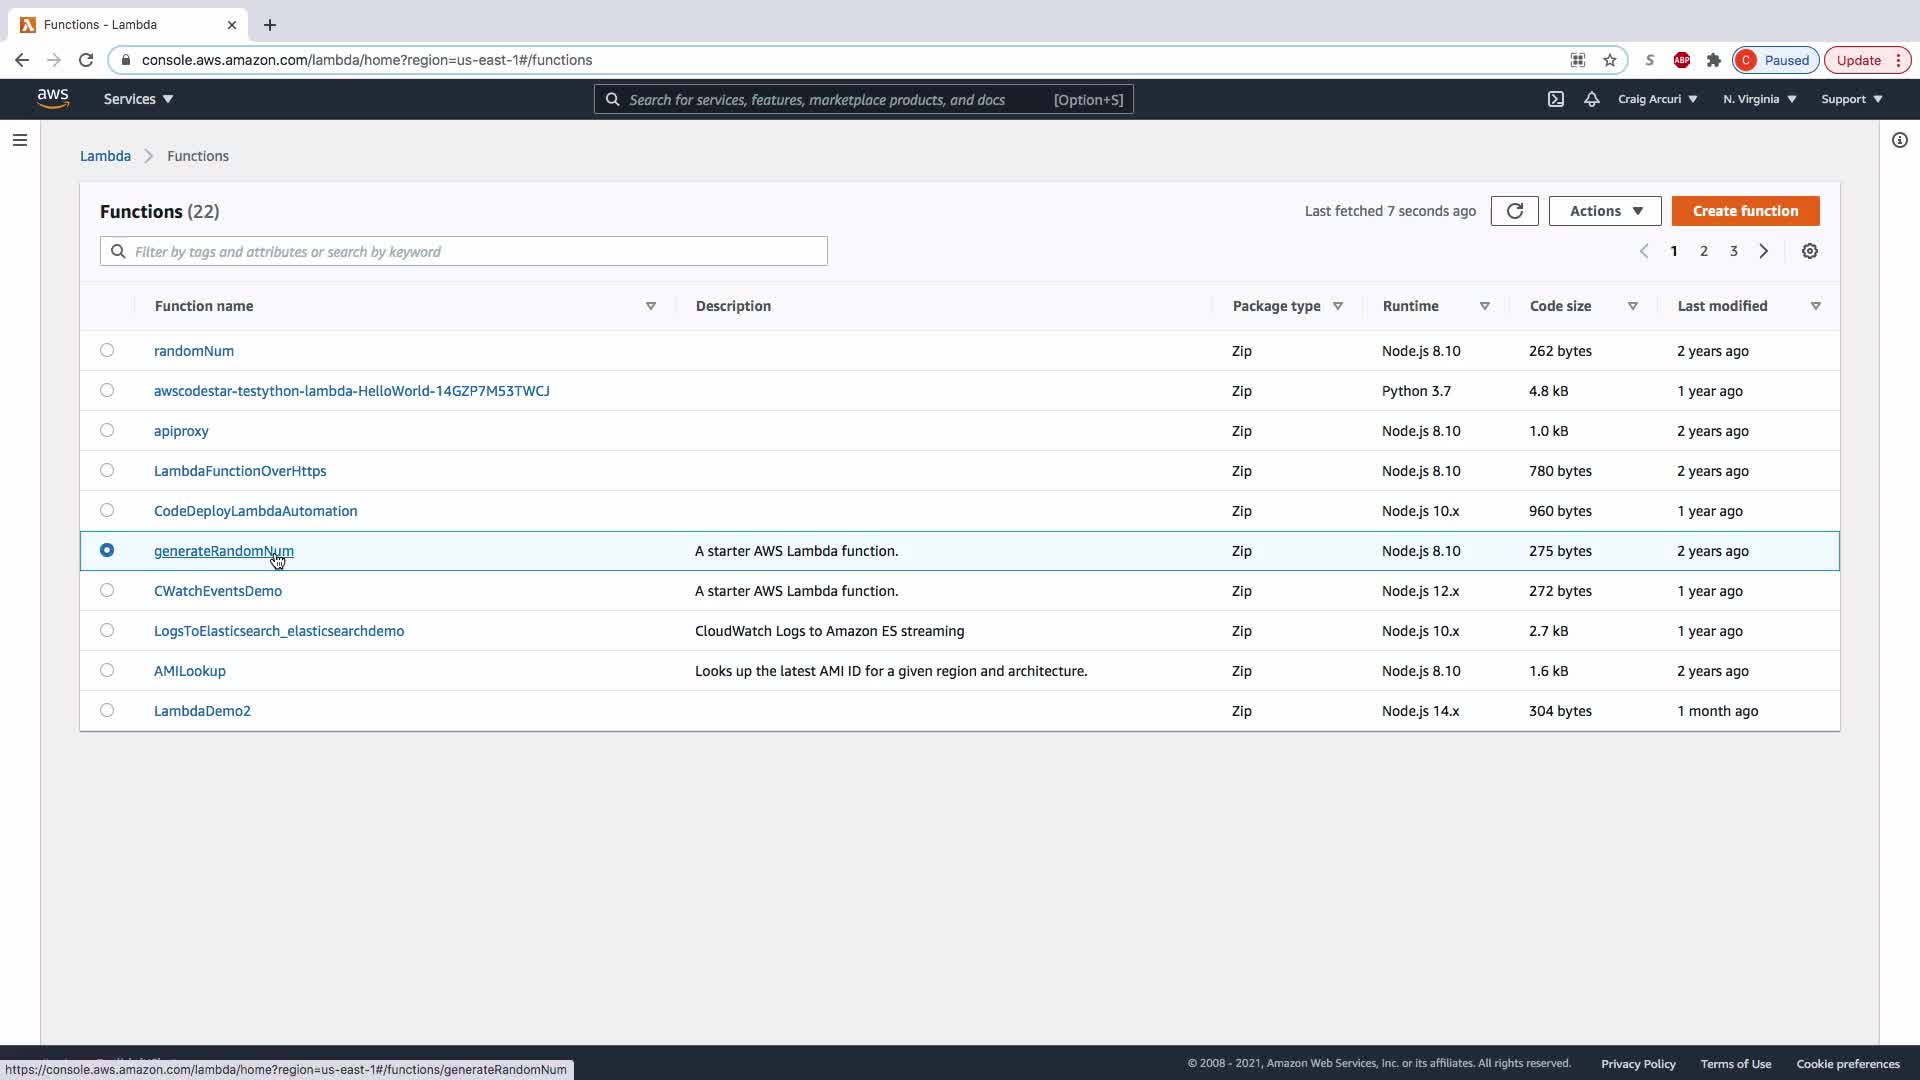 Functions - Lambda
console.aws.amazon.com/lambda/home?region=us-east-1#/functions
S
ABP
C Paused
Update
aws
Services
Search for services, features, marketplace products, and docs [Option+S]
Craig Arcuri
N. Virginia
Support
Lambda Functions
Functions (22)
Last fetched 7 seconds ago
Actions
Create function
Filter by tags and attributes or search by keyword
1 2 3
Function name Description Package type Runtime Code size Last modified
randomNum Zip Node.js 8.10 262 bytes 2 years ago
awscodestar-testython-lambda-HelloWorld-14GZP7M53TWCJ Zip Python 3.7 4.8 kB 1 year ago
apiproxy Zip Node.js 8.10 1.0 kB 2 years ago
LambdaFunctionOverHttps Zip Node.js 8.10 780 bytes 2 years ago
CodeDeployLambdaAutomation Zip Node.js 10.x 960 bytes 1 year ago
generateRandomNum A starter AWS Lambda function. Zip Node.js 8.10 275 bytes 2 years ago
CWatchEventsDemo A starter AWS Lambda function. Zip Node.js 12.x 272 bytes 1 year ago
LogsToElasticsearch_elasticsearchdemo CloudWatch Logs to Amazon ES streaming Zip Node.js 10.x 2.7 kB 1 year ago
AMILookup Looks up the latest AMI ID for a given region and architecture. Zip Node.js 8.10 1.6 kB 2 years ago
LambdaDemo2 Zip Node.js 14.x 304 bytes 1 month ago
© 2008 - 2021, Amazon Web Services, Inc. or its affiliates. All rights reserved. Privacy Policy Terms of Use Cookie preferences
https://console.aws.amazon.com/lambda/home?region=us-east-1#/functions/generateRandomNum